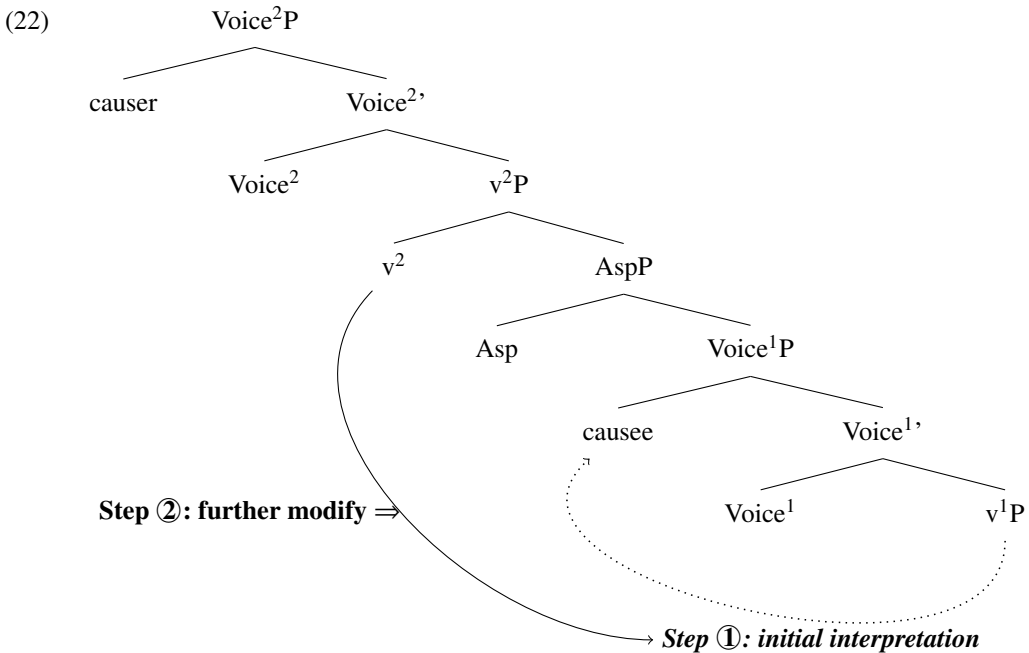 (22) Voice²P
causer Voice²’
Voice² v²P
v² AspP
Asp Voice¹P
causee Voice¹’
Step ②: further modify ⇒ Voice¹ v¹P
Step ①: initial interpretation